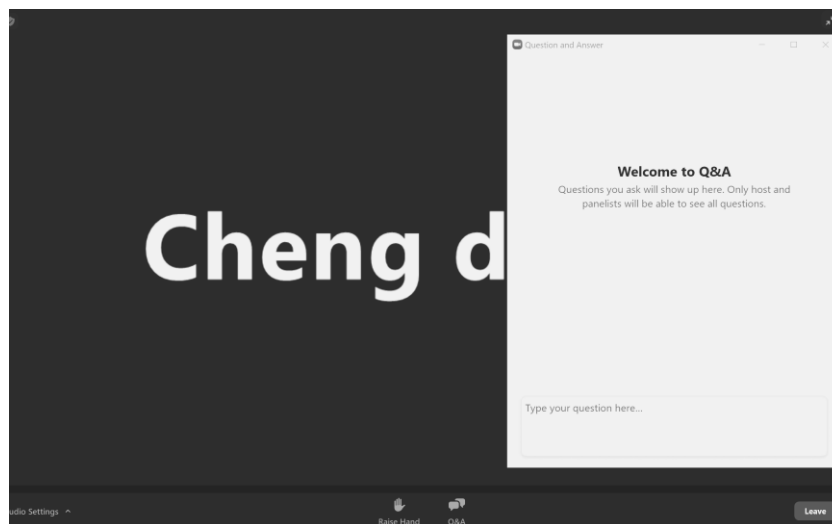 Question and Answer
Welcome to Q&A
Questions you ask will show up here. Only host and
panelists will be able to see all questions.
Cheng d
Type your question here...
udio Settings
Raise Hand
Q&A
Leave